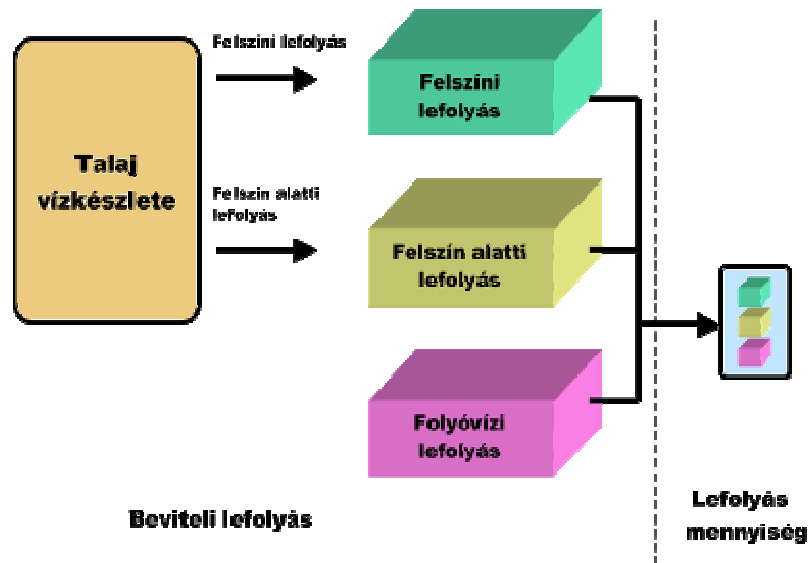 Felszíni lefolyás
Felszíni
lefolyás
Talaj
vízkészlete
Felszín alatti
lefolyás
Felszín alatti
lefolyás
Folyóvízi
lefolyás
Beviteli lefolyás
Lefolyás
mennyiség